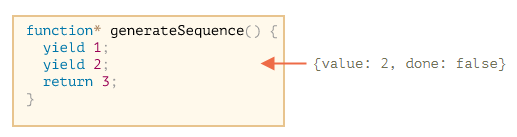 function* generateSequence() {
  yield 1;
  yield 2;
  return 3;
}
{value: 2, done: false}